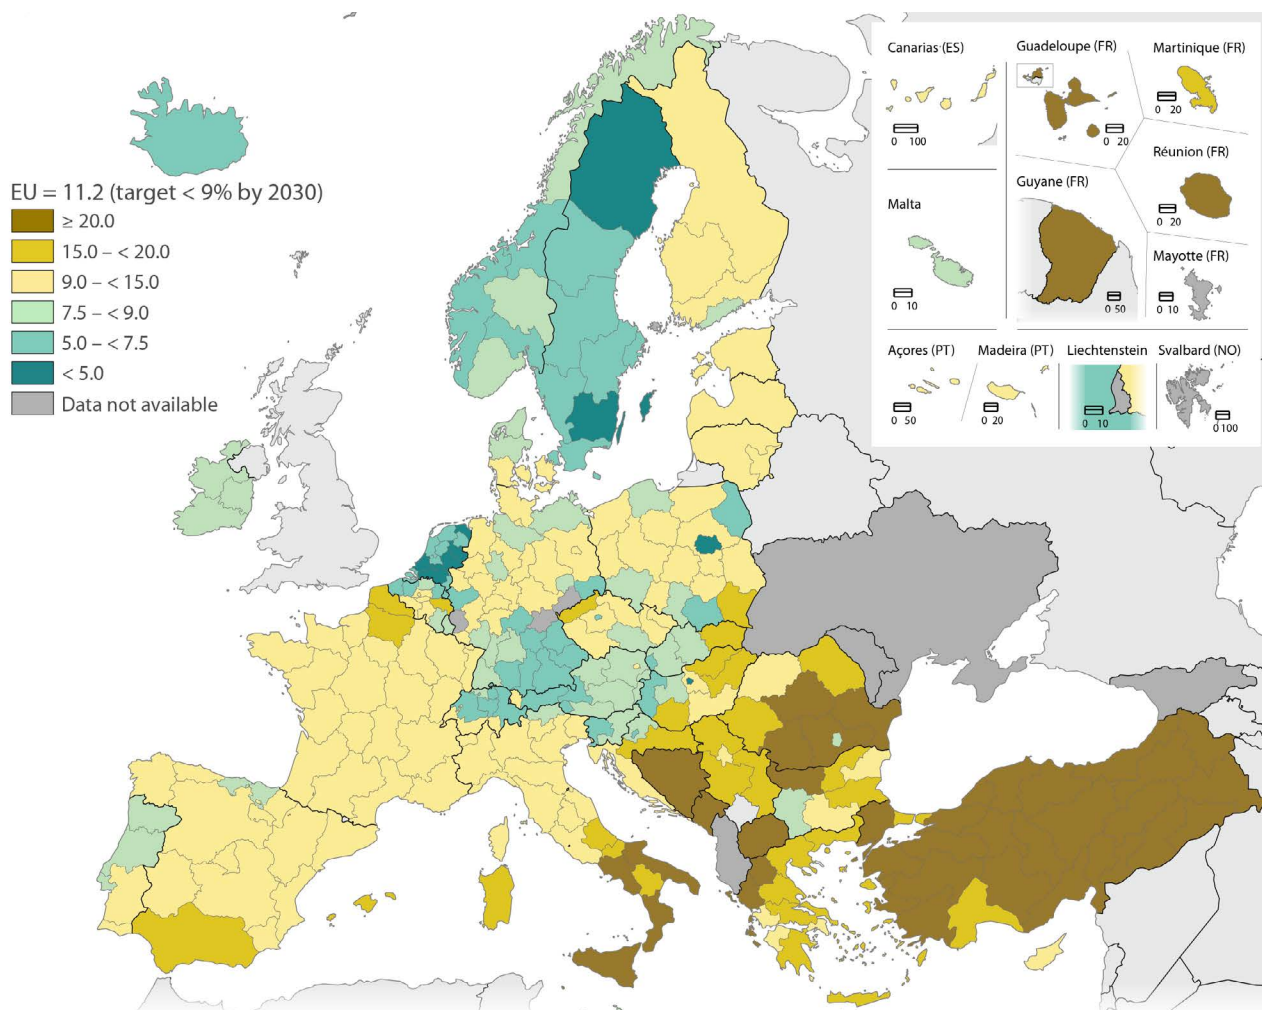 EU = 11.2 (target < 9% by 2030)
≥ 20.0
15.0 – < 20.0
9.0 – < 15.0
7.5 – < 9.0
5.0 – < 7.5
< 5.0
Data not available
Canarias (ES)
0 100
Guadeloupe (FR)
0 20
Martinique (FR)
0 20
Malta
0 10
Guyane (FR)
0 50
Réunion (FR)
0 20
Mayotte (FR)
0 10
Açores (PT)
0 50
Madeira (PT)
0 20
Liechtenstein
0 10
Svalbard (NO)
0 100